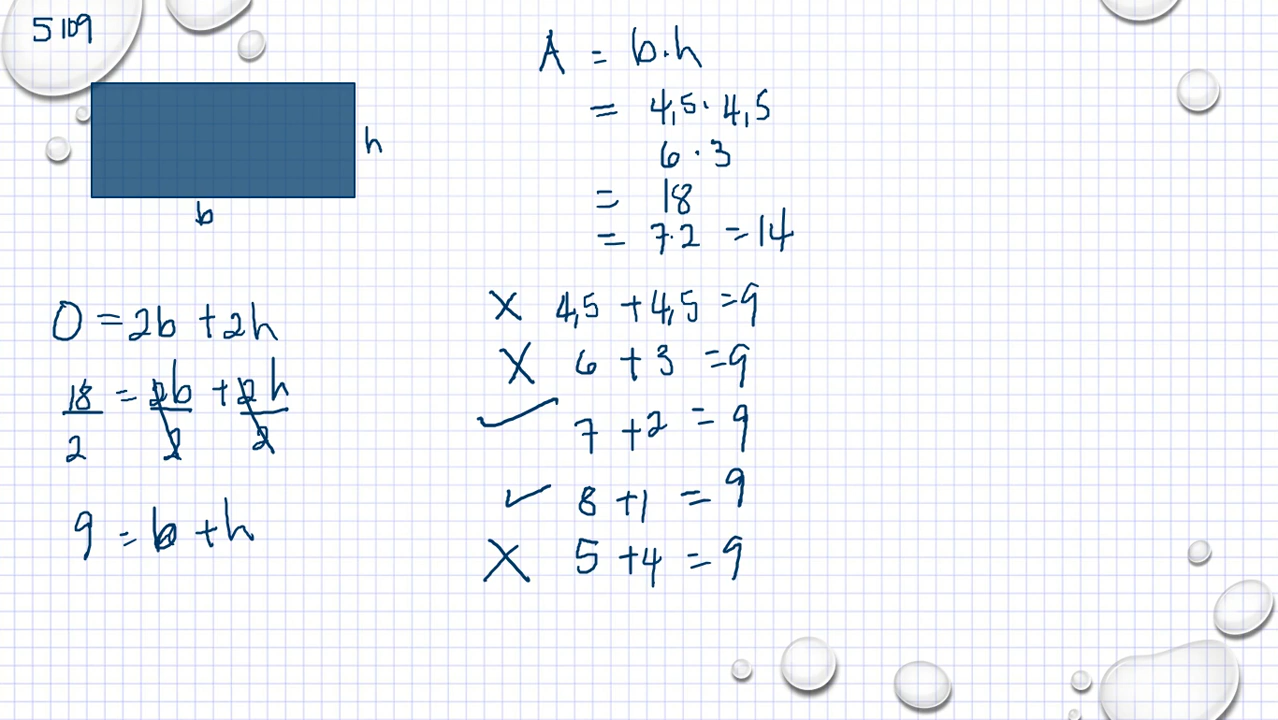 5109
h
b
O = 2b + 2h
18/2 = 2b/2 + 2h/2
9 = b + h
A = b·h
= 4,5·4,5
6·3
= 18
= 7·2 = 14
X 4,5 + 4,5 = 9
X 6 + 3 = 9
✓ 7 + 2 = 9
✓ 8 + 1 = 9
X 5 + 4 = 9